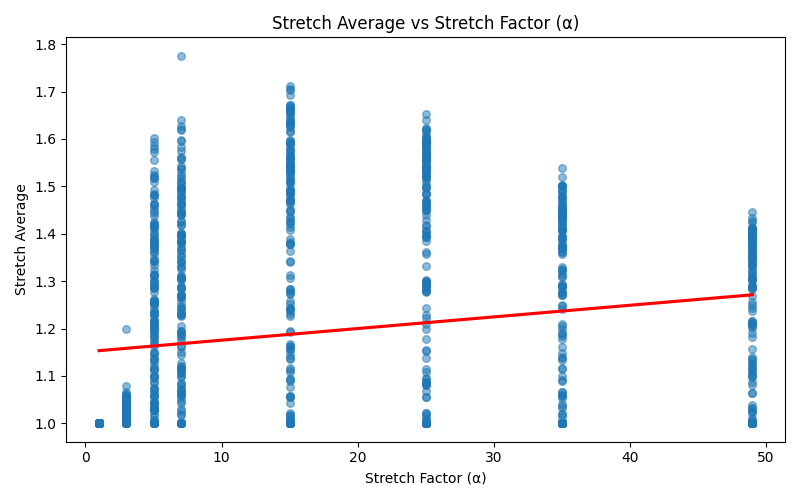 Stretch Average vs Stretch Factor (α)
Stretch Average
1.8
1.7
1.6
1.5
1.4
1.3
1.2
1.1
1.0
0 10 20 30 40 50
Stretch Factor (α)